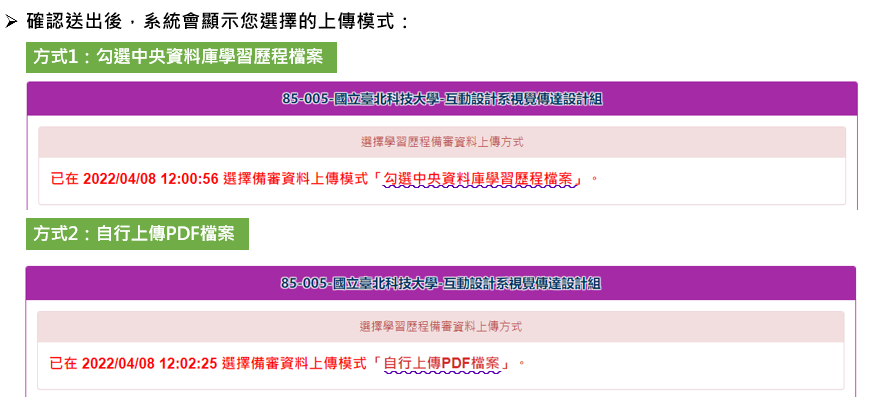 ➢ 確認送出後，系統會顯示您選擇的上傳模式：
方式1：勾選中央資料庫學習歷程檔案
85-005-國立臺北科技大學-互動設計系視覺傳達設計組
選擇學習歷程備審資料上傳方式
已在 2022/04/08 12:00:56 選擇備審資料上傳模式「勾選中央資料庫學習歷程檔案」。
方式2：自行上傳PDF檔案
85-005-國立臺北科技大學-互動設計系視覺傳達設計組
選擇學習歷程備審資料上傳方式
已在 2022/04/08 12:02:25 選擇備審資料上傳模式「自行上傳PDF檔案」。